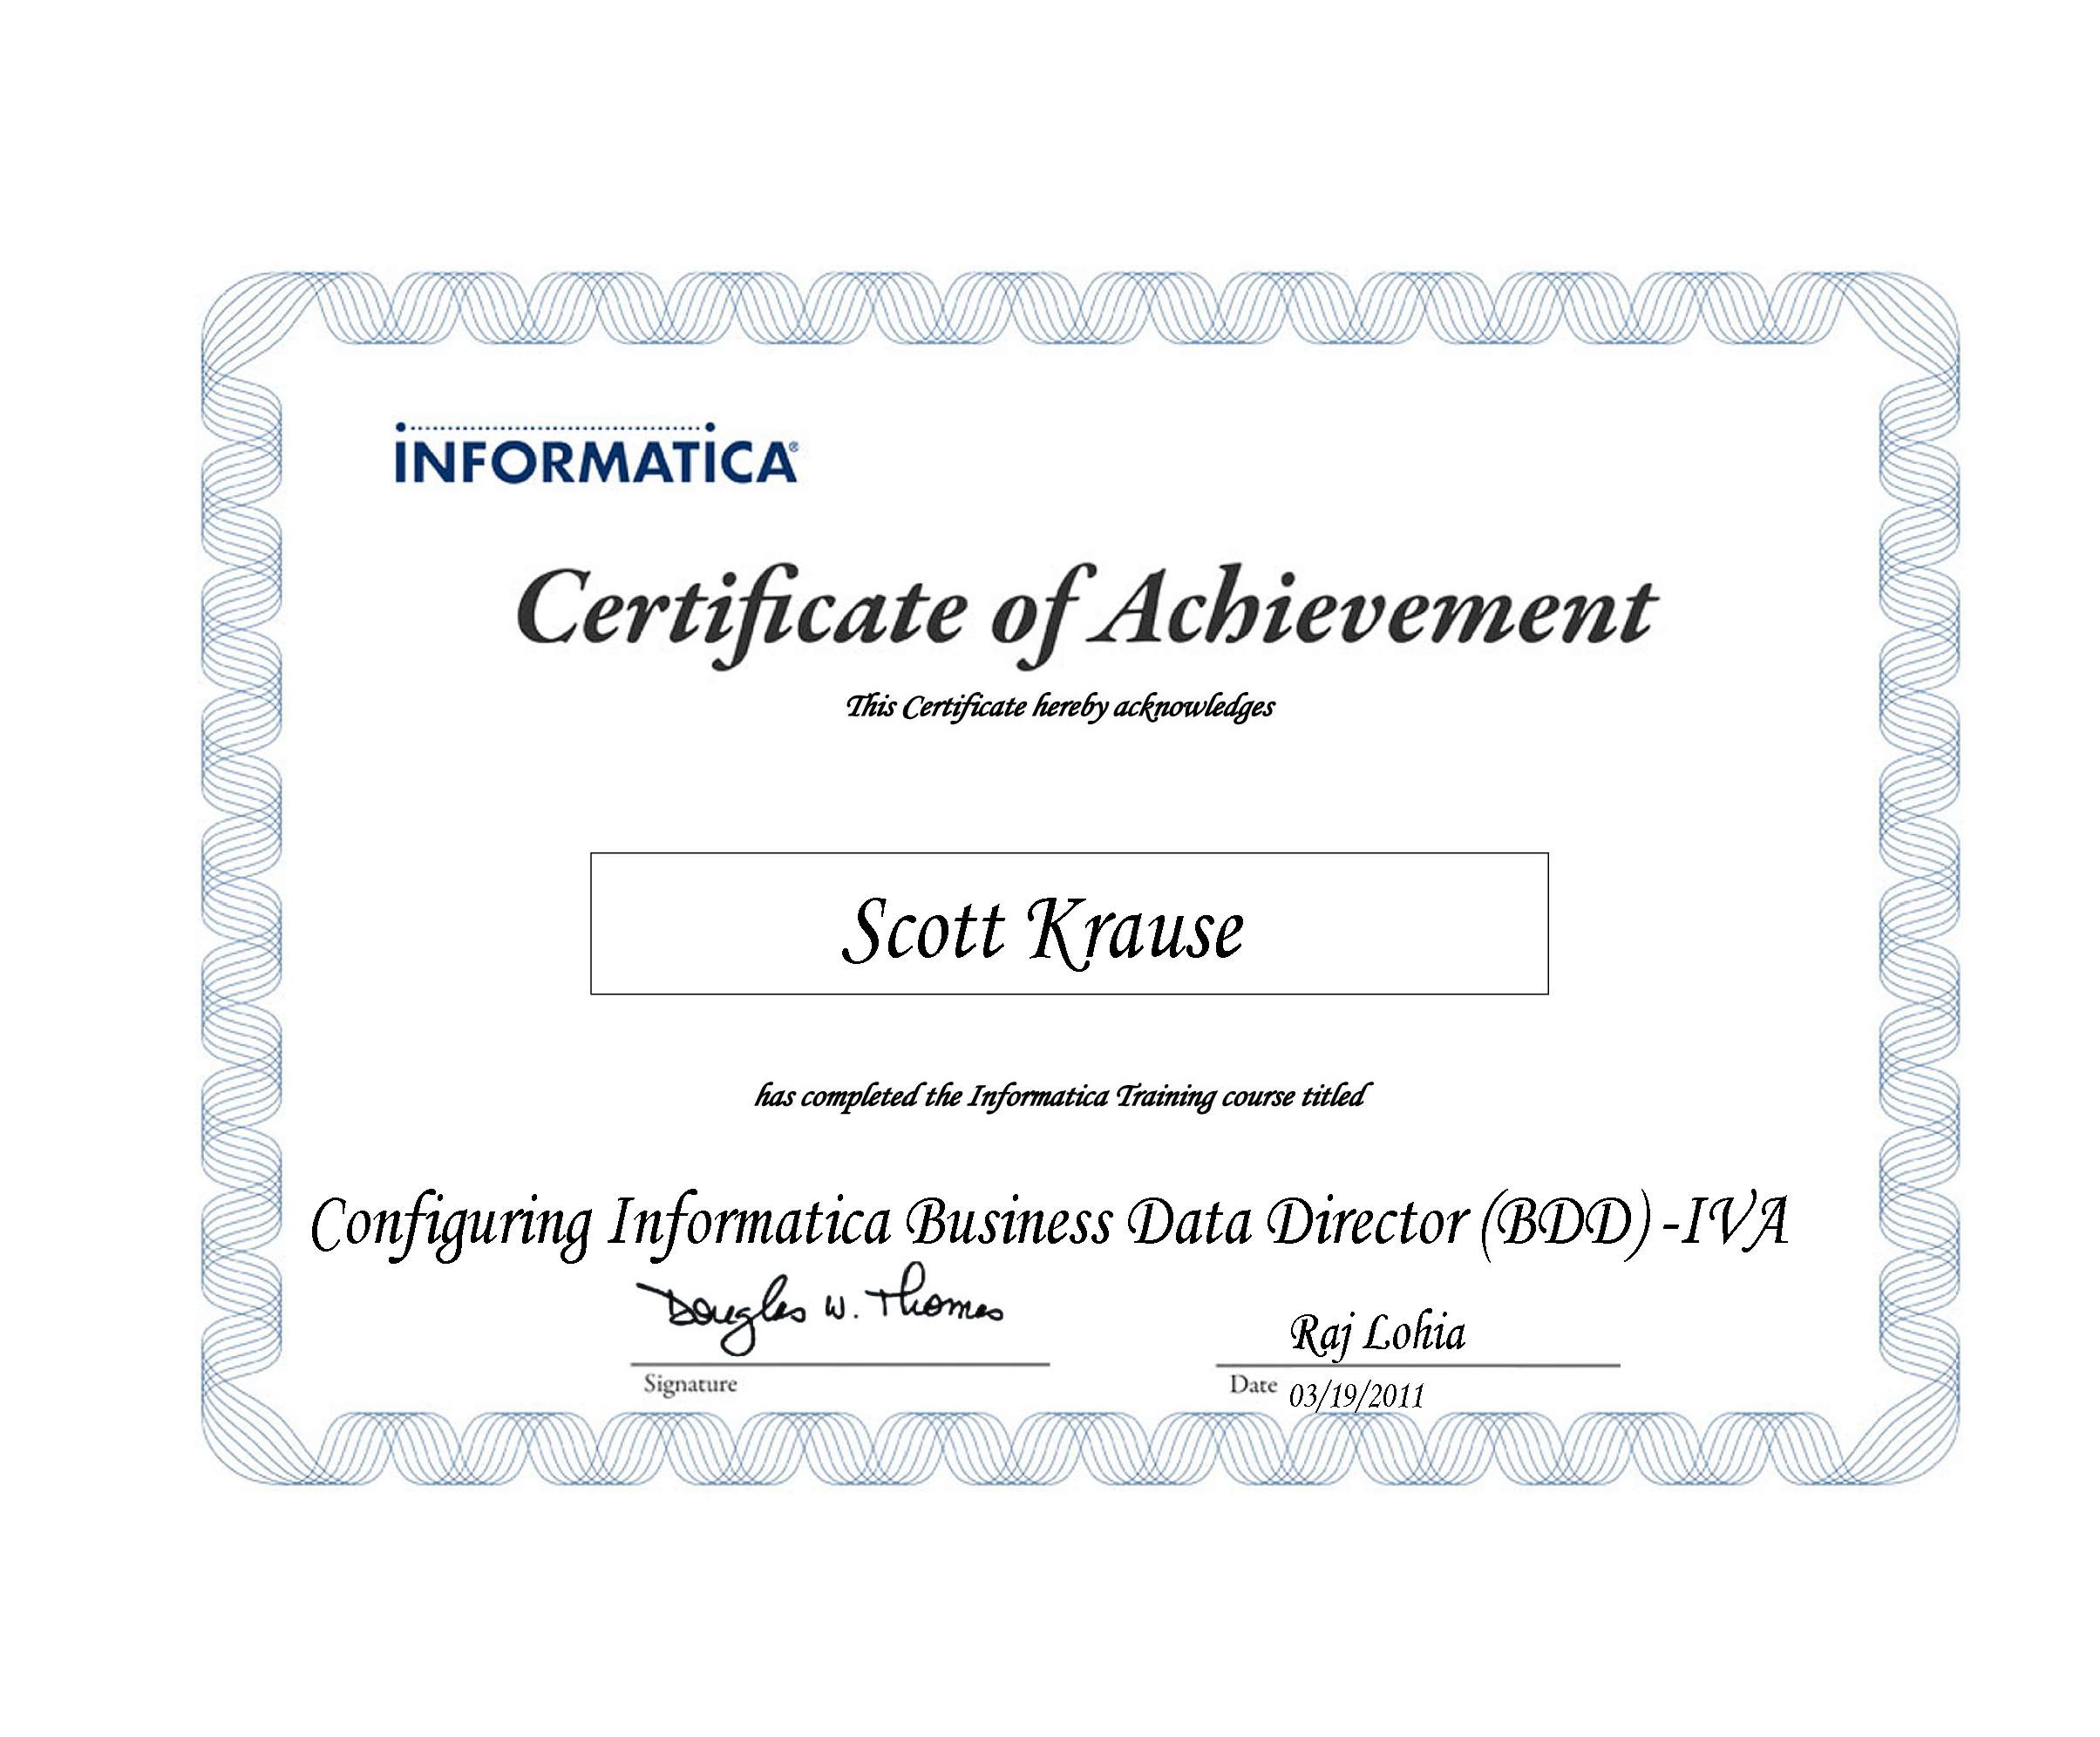 INFORMATICA®
Certificate of Achievement
This Certificate hereby acknowledges
Scott Krause
has completed the Informatica Training course titled
Configuring Informatica Business Data Director (BDD) -IVA
Douglas W. Thomas
Raj Lohia
Signature
Date 03/19/2011